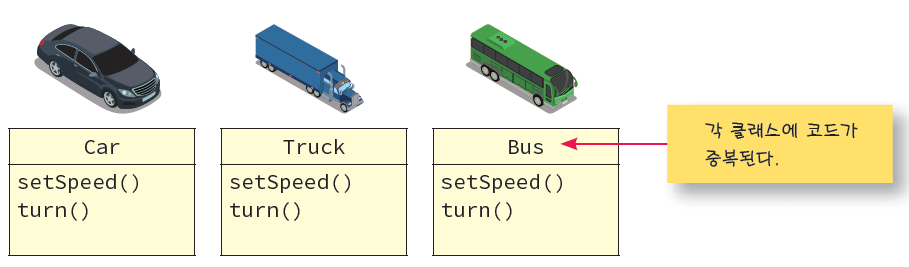 Car
setSpeed()
turn()
Truck
setSpeed()
turn()
Bus
setSpeed()
turn()
각 클래스에 코드가
중복된다.